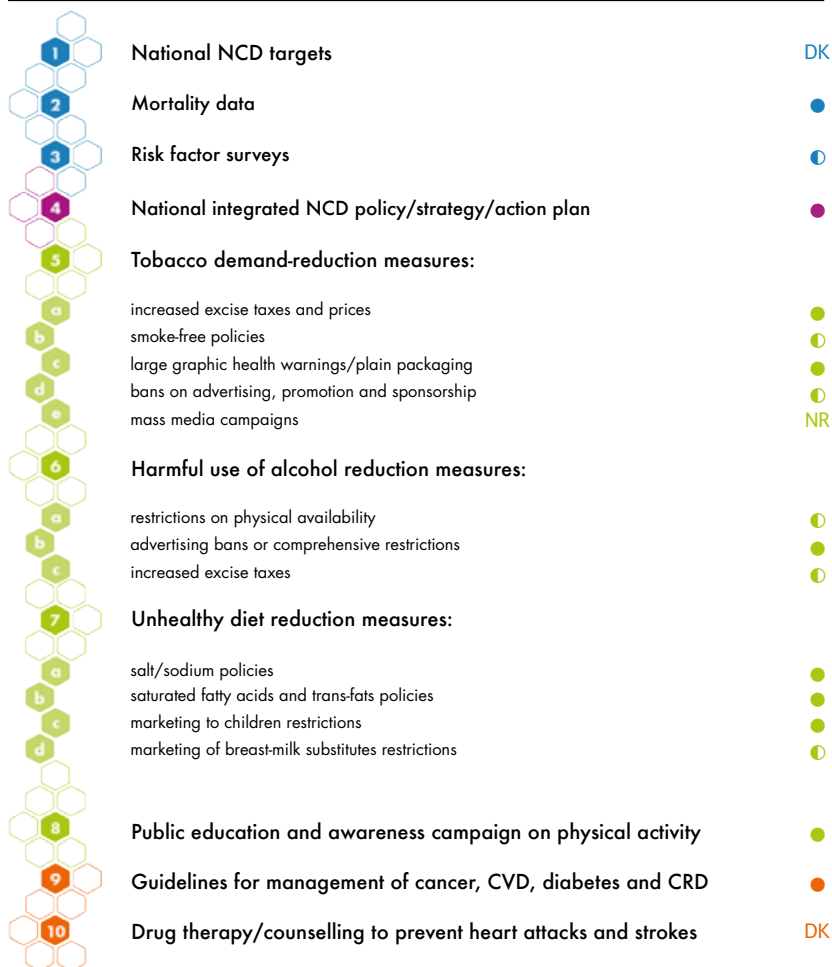 1 National NCD targets DK
2 Mortality data
3 Risk factor surveys
4 National integrated NCD policy/strategy/action plan
5 Tobacco demand-reduction measures:
a increased excise taxes and prices
b smoke-free policies
c large graphic health warnings/plain packaging
d bans on advertising, promotion and sponsorship
e mass media campaigns NR
6 Harmful use of alcohol reduction measures:
a restrictions on physical availability
b advertising bans or comprehensive restrictions
c increased excise taxes
7 Unhealthy diet reduction measures:
a salt/sodium policies
b saturated fatty acids and trans-fats policies
c marketing to children restrictions
d marketing of breast-milk substitutes restrictions
8 Public education and awareness campaign on physical activity
9 Guidelines for management of cancer, CVD, diabetes and CRD
10 Drug therapy/counselling to prevent heart attacks and strokes DK